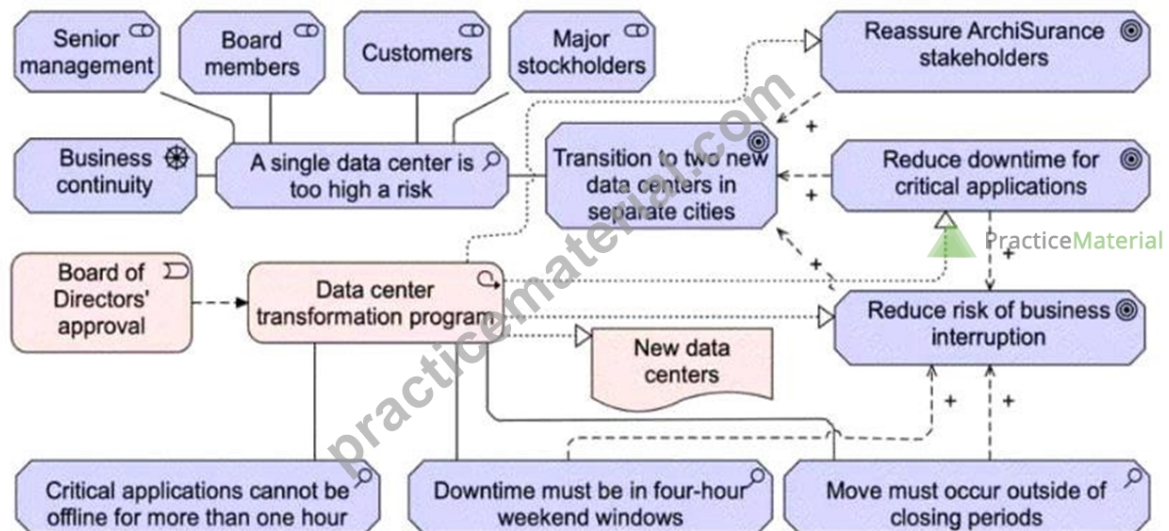 Senior
management
Board
members
Customers
Major
stockholders
Reassure ArchiSurance
stakeholders
Business
continuity
A single data center is
too high a risk
Transition to two new
data centers in
separate cities
Reduce downtime for
critical applications
+
+
+
+
PracticeMaterial
Board of
Directors'
approval
Data center
transformation program
New data
centers
Reduce risk of business
interruption
+
+
practicematerial.com
Critical applications cannot be
offline for more than one hour
Downtime must be in four-hour
weekend windows
Move must occur outside of
closing periods